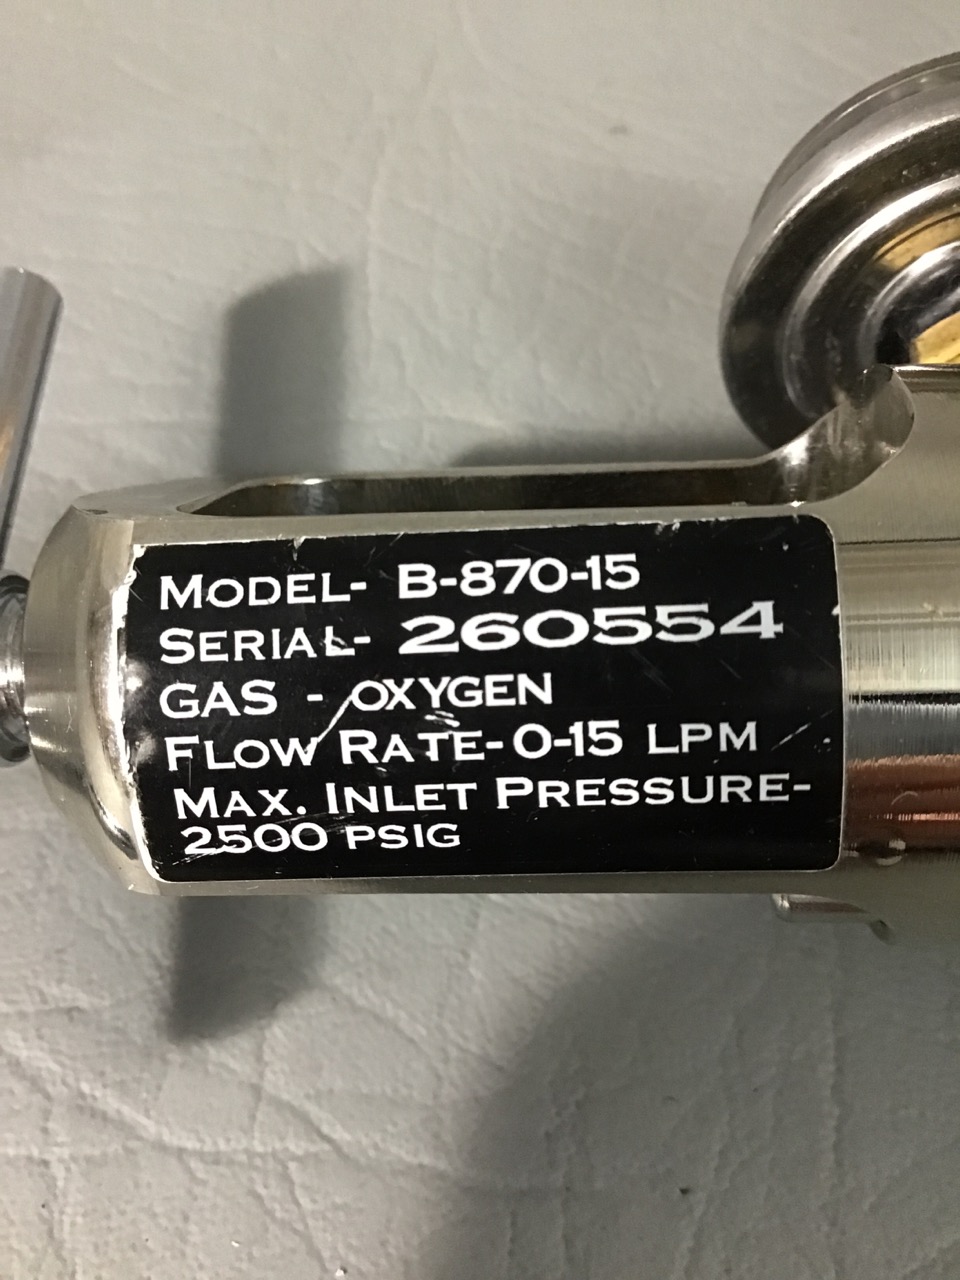 MODEL- B-870-15
SERIAL- 260554
GAS - OXYGEN
FLOW RATE- 0-15 LPM
MAX. INLET PRESSURE-
2500 PSIG